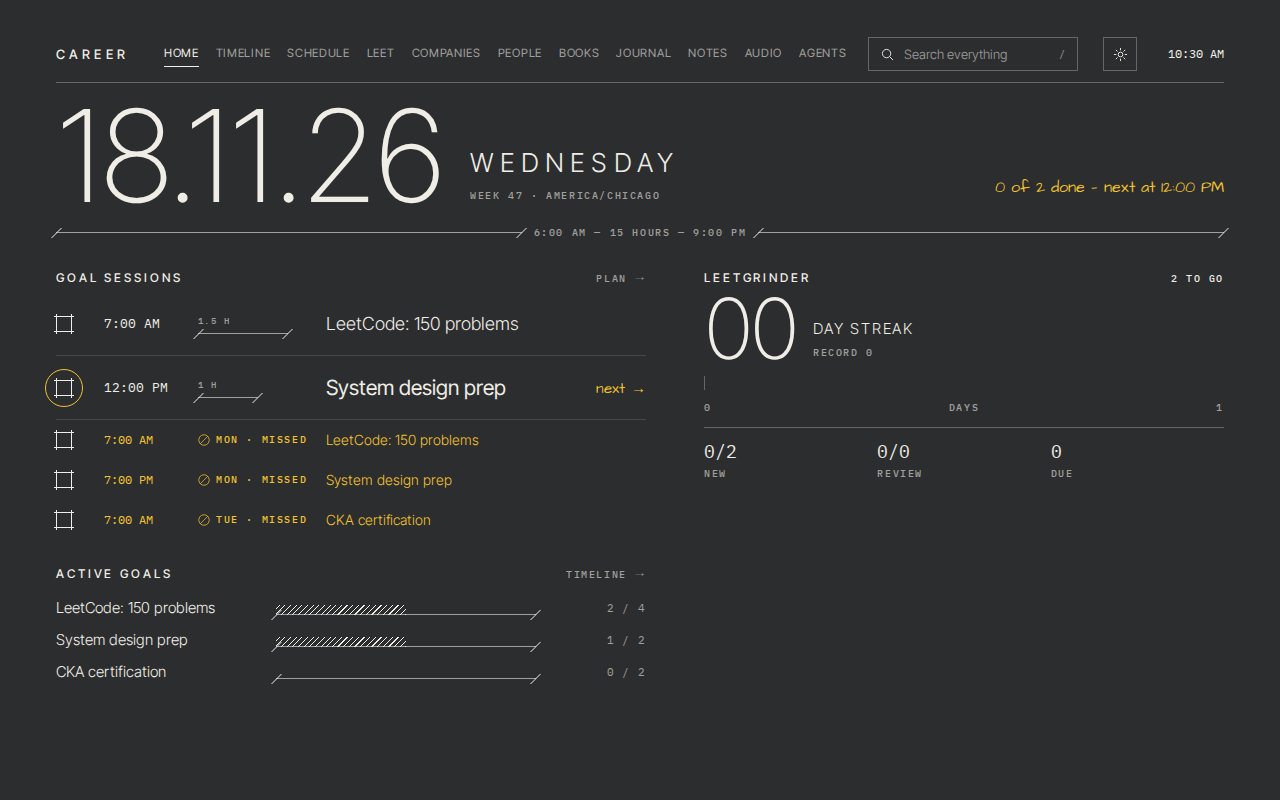 CAREER HOME TIMELINE SCHEDULE LEET COMPANIES PEOPLE BOOKS JOURNAL NOTES AUDIO AGENTS Search everything / 10:30 AM
18.11.26
WEDNESDAY
WEEK 47 · AMERICA/CHICAGO
0 of 2 done - next at 12:00 PM
6:00 AM — 15 HOURS — 9:00 PM
GOAL SESSIONS PLAN →
7:00 AM 1.5 H LeetCode: 150 problems
12:00 PM 1 H System design prep next →
7:00 AM MON · MISSED LeetCode: 150 problems
7:00 PM MON · MISSED System design prep
7:00 AM TUE · MISSED CKA certification
ACTIVE GOALS TIMELINE →
LeetCode: 150 problems 2 / 4
System design prep 1 / 2
CKA certification 0 / 2
LEETGRINDER 2 TO GO
00 DAY STREAK
RECORD 0
0 DAYS 1
0/2 0/0 0
NEW REVIEW DUE